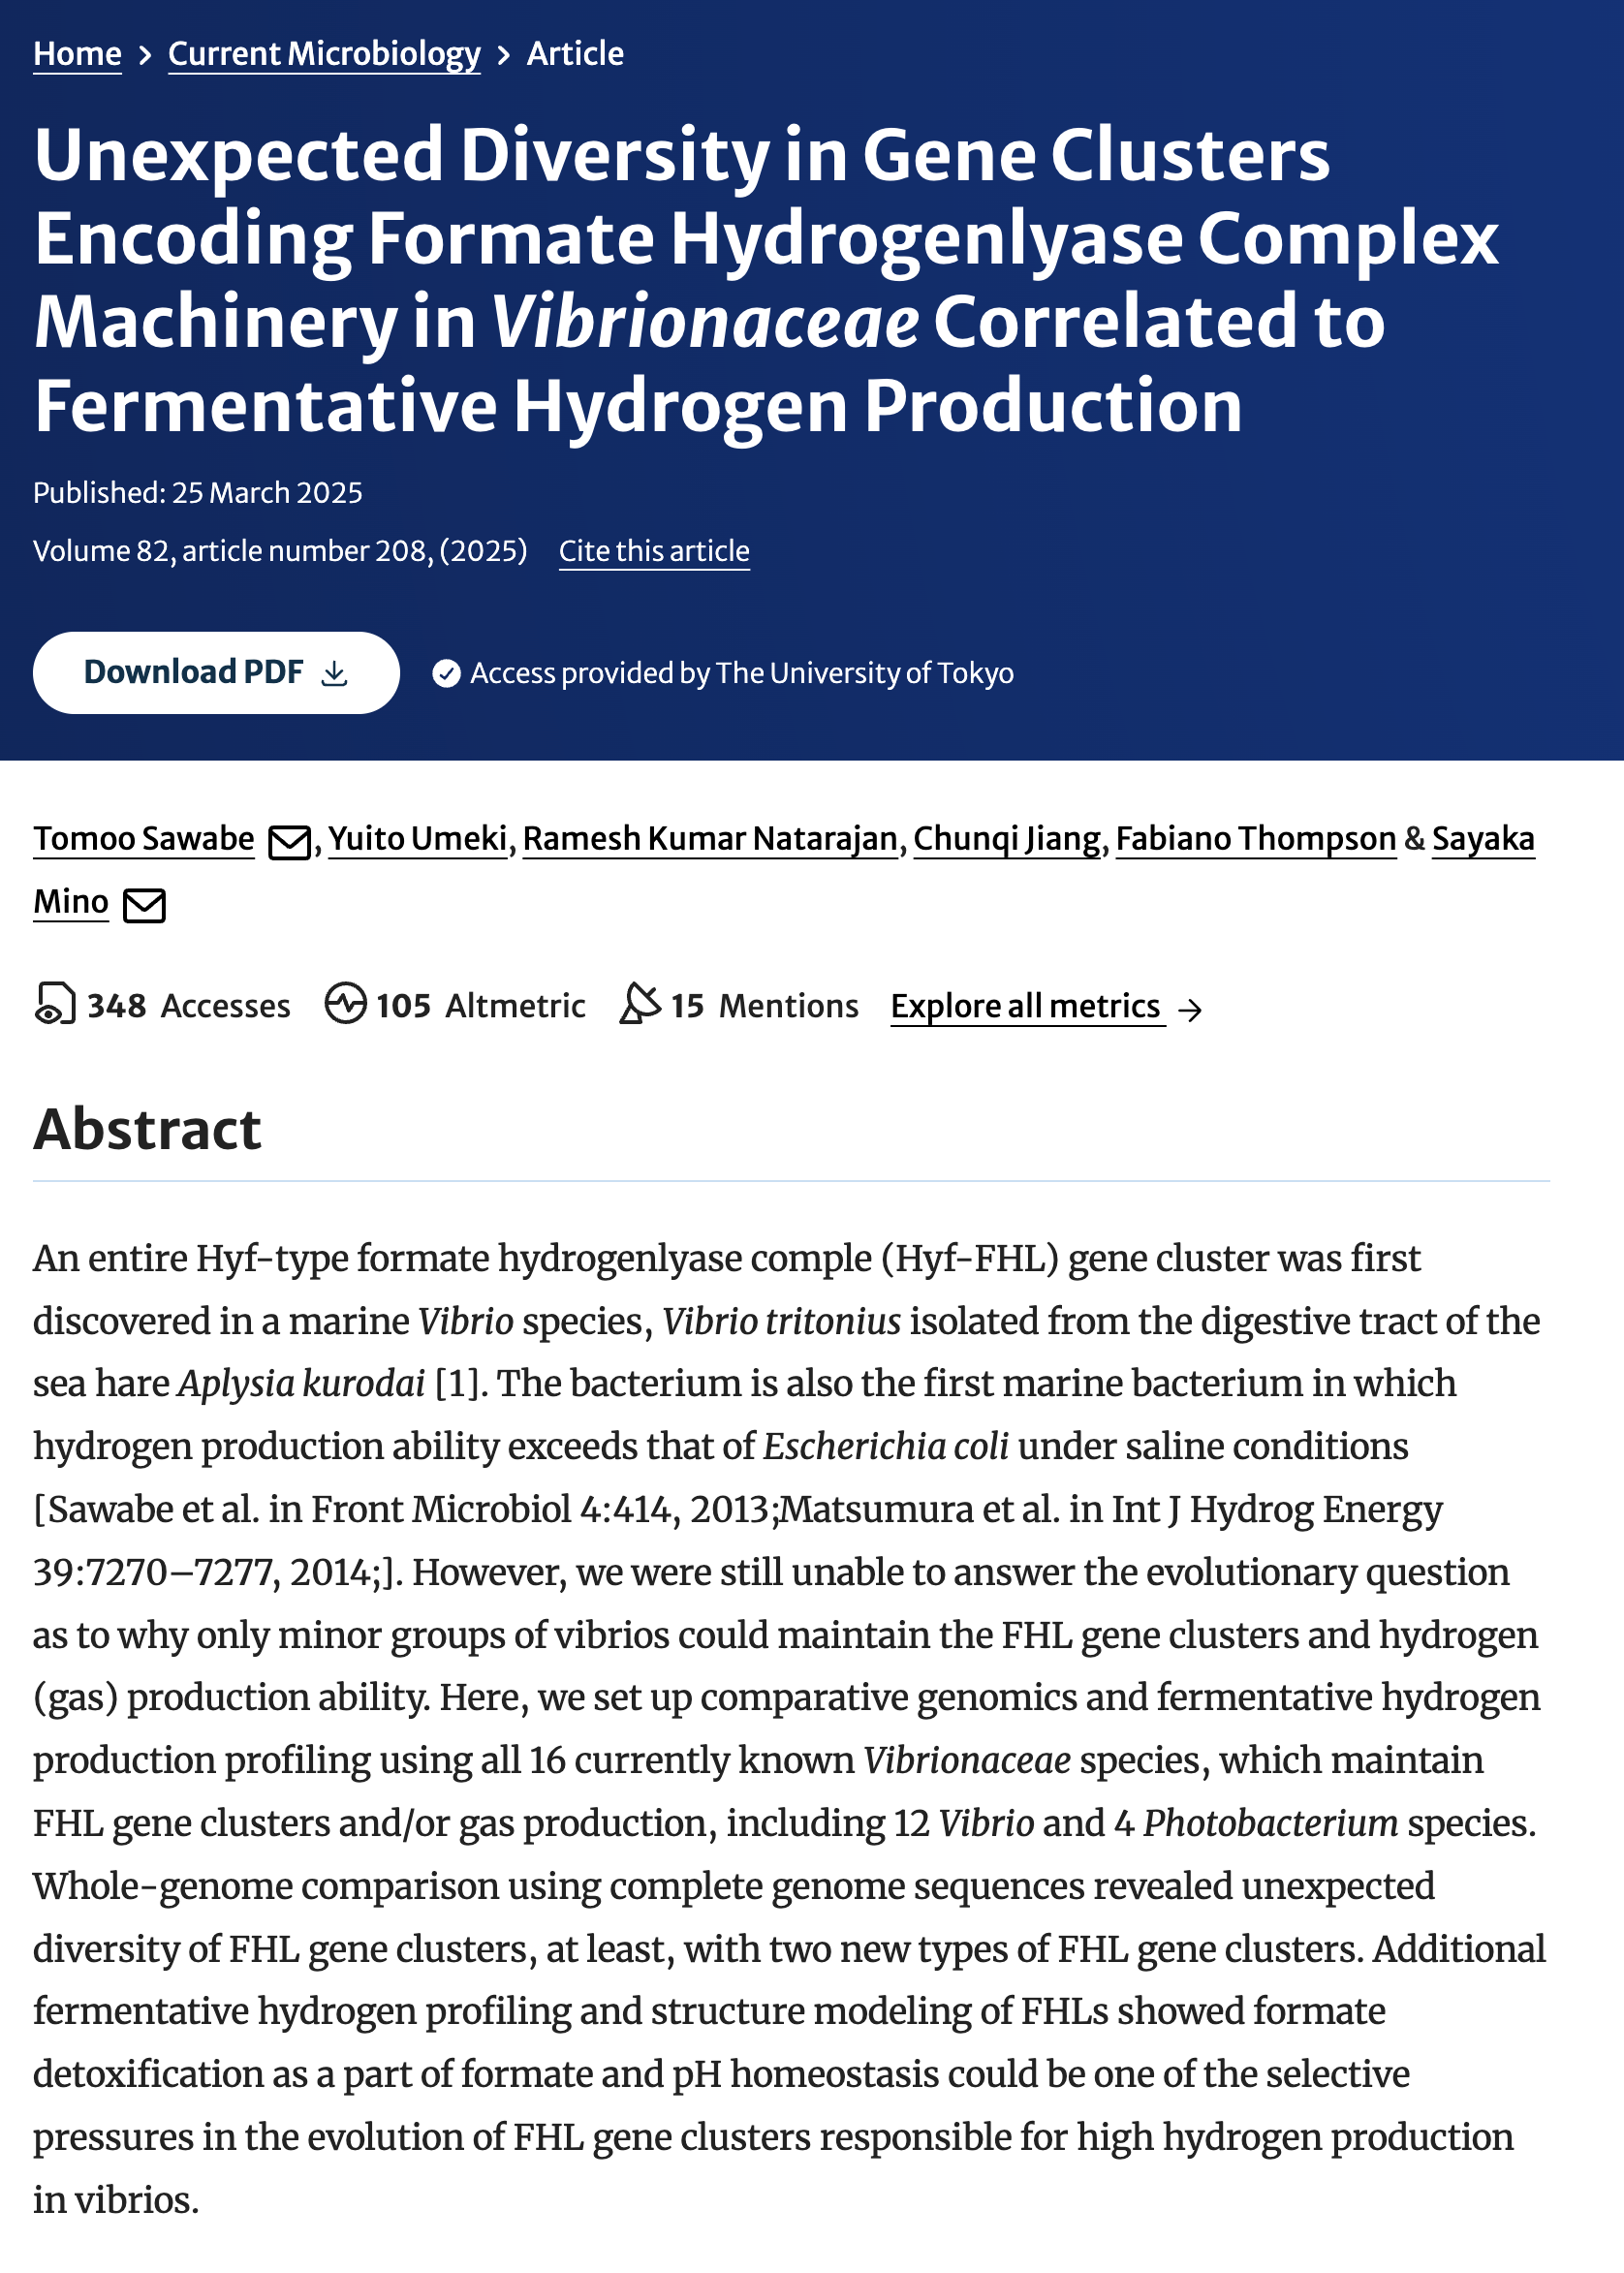 Home > Current Microbiology > Article
Unexpected Diversity in Gene Clusters
Encoding Formate Hydrogenlyase Complex
Machinery in Vibrionaceae Correlated to
Fermentative Hydrogen Production
Published: 25 March 2025
Volume 82, article number 208, (2025) Cite this article
Download PDF Access provided by The University of Tokyo
Tomoo Sawabe, Yuito Umeki, Ramesh Kumar Natarajan, Chunqi Jiang, Fabiano Thompson & Sayaka
Mino
348 Accesses 105 Altmetric 15 Mentions Explore all metrics →
Abstract
An entire Hyf-type formate hydrogenlyase comple (Hyf-FHL) gene cluster was first
discovered in a marine Vibrio species, Vibrio tritonius isolated from the digestive tract of the
sea hare Aplysia kurodai [1]. The bacterium is also the first marine bacterium in which
hydrogen production ability exceeds that of Escherichia coli under saline conditions
[Sawabe et al. in Front Microbiol 4:414, 2013;Matsumura et al. in Int J Hydrog Energy
39:7270–7277, 2014;]. However, we were still unable to answer the evolutionary question
as to why only minor groups of vibrios could maintain the FHL gene clusters and hydrogen
(gas) production ability. Here, we set up comparative genomics and fermentative hydrogen
production profiling using all 16 currently known Vibrionaceae species, which maintain
FHL gene clusters and/or gas production, including 12 Vibrio and 4 Photobacterium species.
Whole-genome comparison using complete genome sequences revealed unexpected
diversity of FHL gene clusters, at least, with two new types of FHL gene clusters. Additional
fermentative hydrogen profiling and structure modeling of FHLs showed formate
detoxification as a part of formate and pH homeostasis could be one of the selective
pressures in the evolution of FHL gene clusters responsible for high hydrogen production
in vibrios.